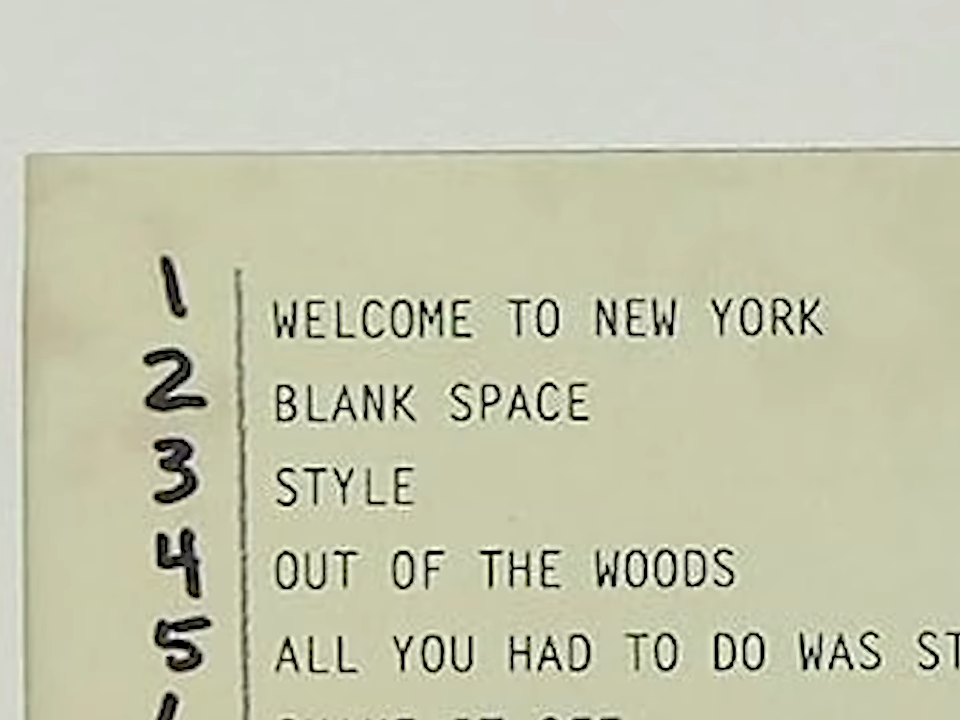 1 WELCOME TO NEW YORK
2 BLANK SPACE
3 STYLE
4 OUT OF THE WOODS
5 ALL YOU HAD TO DO WAS